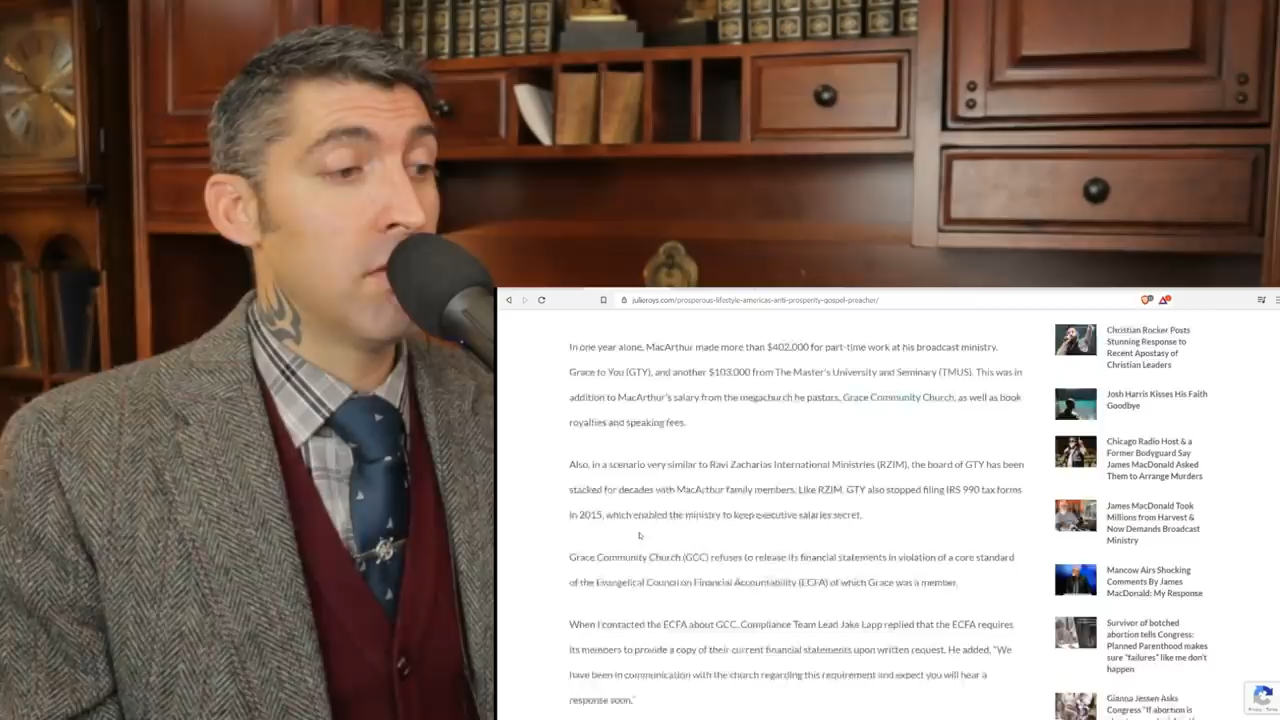 julieroys.com/prosperous-lifestyle-americas-anti-prosperity-gospel-preacher/
In one year alone, MacArthur made more than $402,000 for part-time work at his broadcast ministry,
Grace to You (GTY), and another $103,000 from The Master's University and Seminary (TMUS). This was in
addition to MacArthur's salary from the megachurch he pastors, Grace Community Church, as well as book
royalties and speaking fees.
Also, in a scenario very similar to Ravi Zacharias International Ministries (RZIM), the board of GTY has been
stacked for decades with MacArthur family members. Like RZIM, GTY also stopped filing IRS 990 tax forms
in 2015, which enabled the ministry to keep executive salaries secret.
Grace Community Church (GCC) refuses to release its financial statements in violation of a core standard
of the Evangelical Council on Financial Accountability (ECFA) of which Grace was a member.
When I contacted the ECFA about GCC, Compliance Team Lead Jake Lapp replied that the ECFA requires
its members to provide a copy of their current financial statements upon written request. He added, "We
have been in communication with the church regarding this requirement and expect you will hear a
response soon."
Christian Rocker Posts
Stunning Response to
Recent Apostasy of
Christian Leaders
Josh Harris Kisses His Faith
Goodbye
Chicago Radio Host & a
Former Bodyguard Say
James MacDonald Asked
Them to Arrange Murders
James MacDonald Took
Millions from Harvest &
Now Demands Broadcast
Ministry
Mancow Airs Shocking
Comments By James
MacDonald: My Response
Survivor of botched
abortion tells Congress:
Planned Parenthood makes
sure "failures" like me don't
happen
Gianna Jessen Asks
Congress "If abortion is